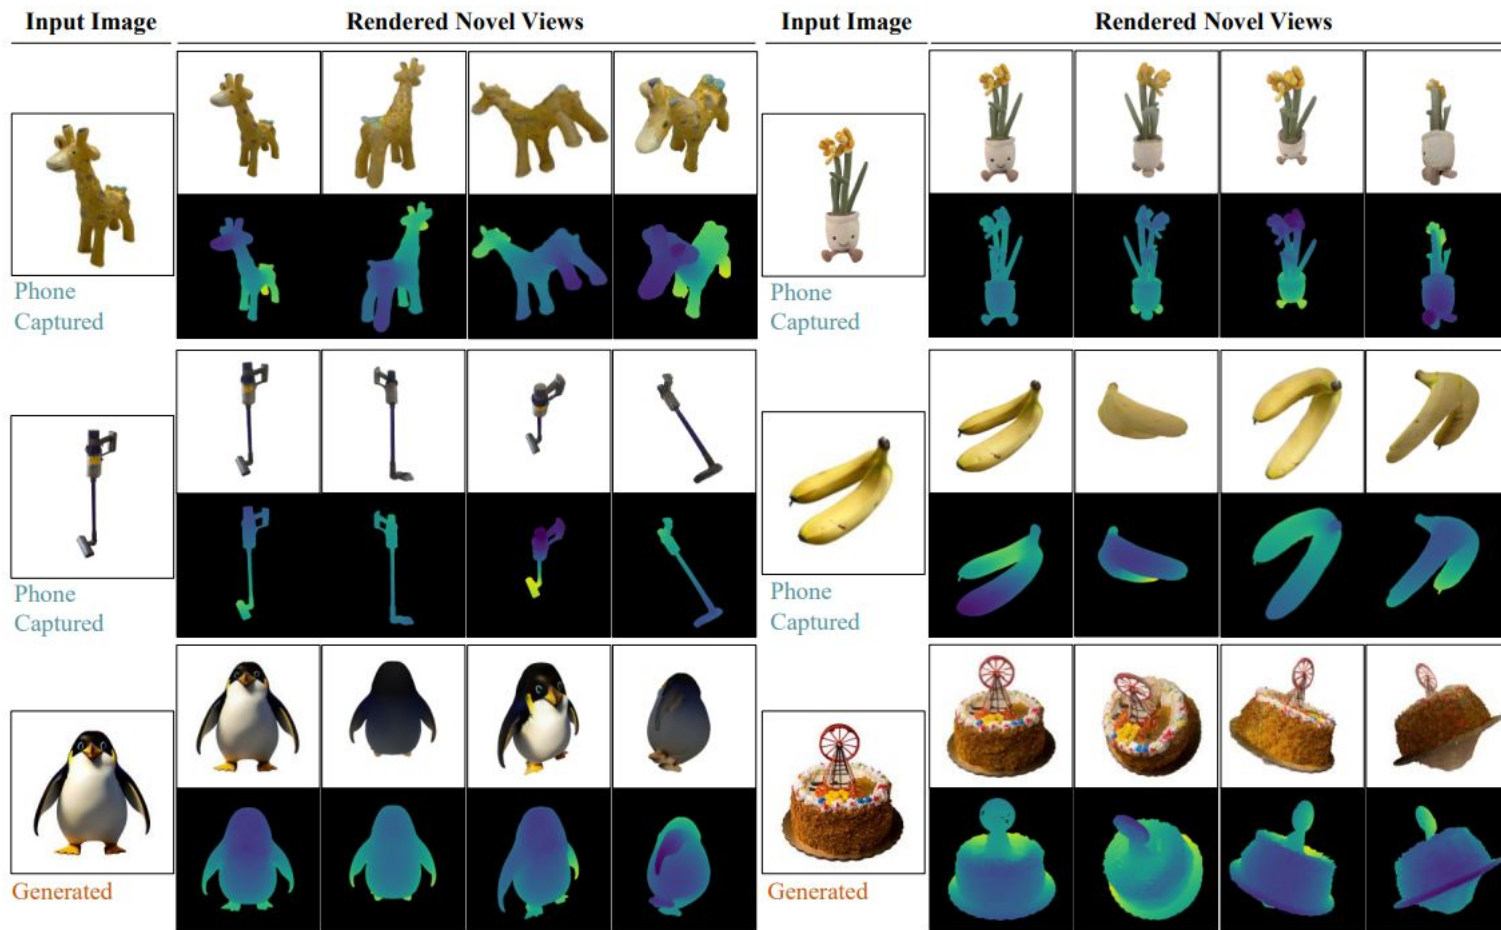 Input Image
Rendered Novel Views
Input Image
Rendered Novel Views
Phone
Captured
Phone
Captured
Phone
Captured
Phone
Captured
Generated
Generated